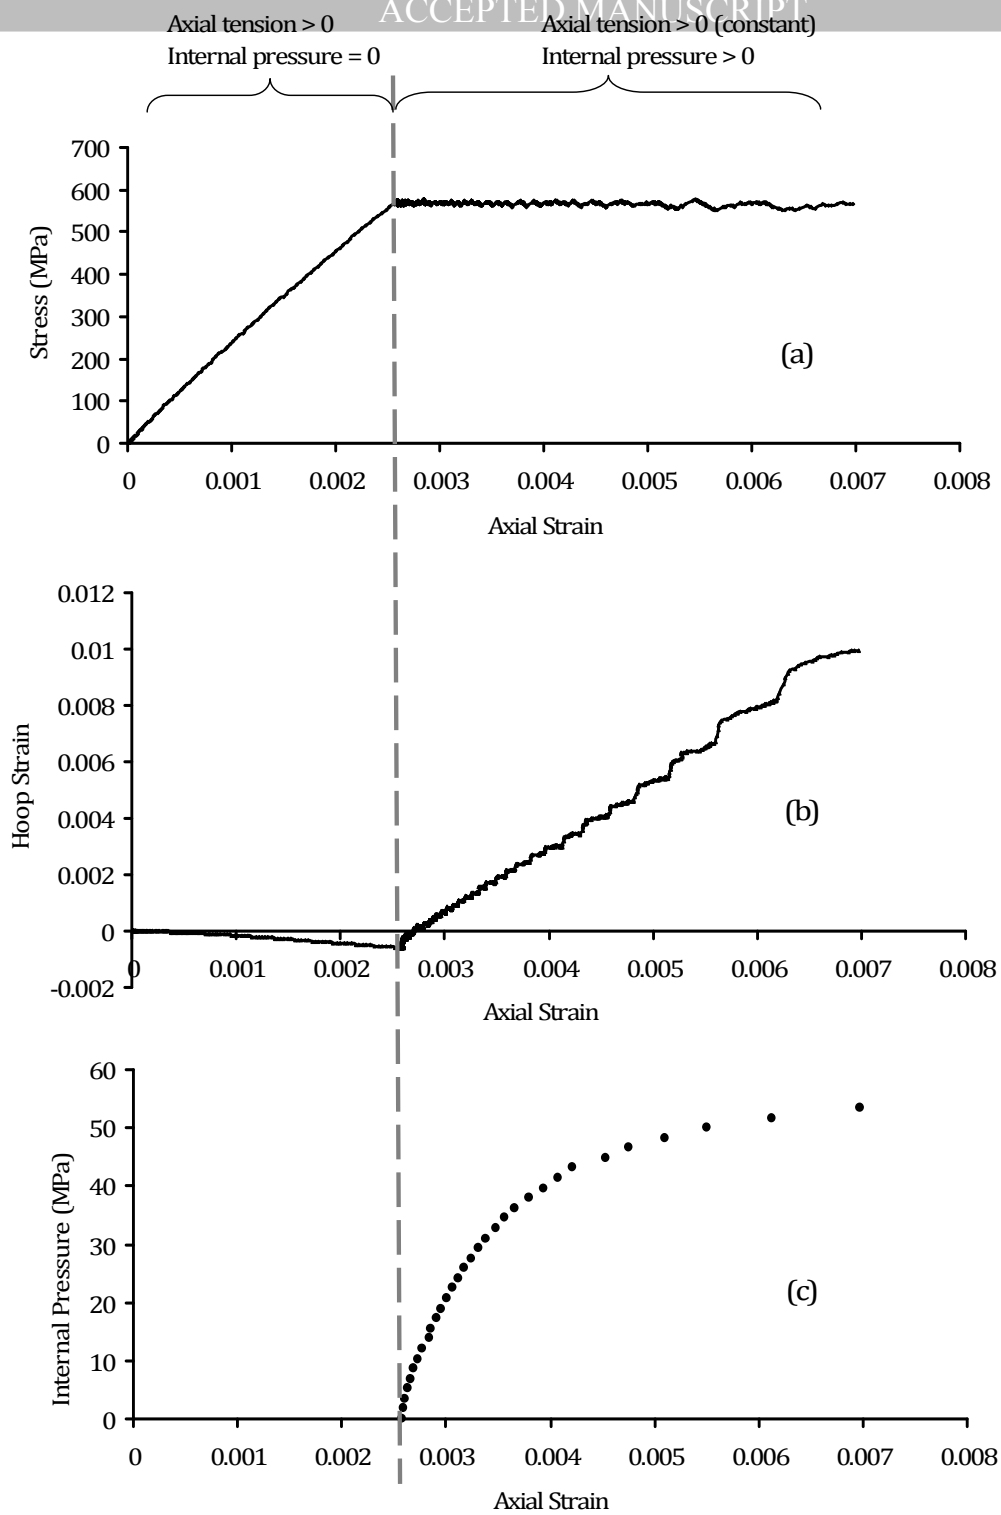 ACCEPTED MANUSCRIPT
Axial tension > 0
Internal pressure = 0
Axial tension > 0 (constant)
Internal pressure > 0
700
600
500
400
300
200
100
0
Stress (MPa)
(a)
0 0.001 0.002 0.003 0.004 0.005 0.006 0.007 0.008
Axial Strain
0.012
0.01
0.008
0.006
0.004
0.002
0
-0.002
Hoop Strain
(b)
0 0.001 0.002 0.003 0.004 0.005 0.006 0.007 0.008
Axial Strain
60
50
40
30
20
10
0
Internal Pressure (MPa)
(c)
0 0.001 0.002 0.003 0.004 0.005 0.006 0.007 0.008
Axial Strain